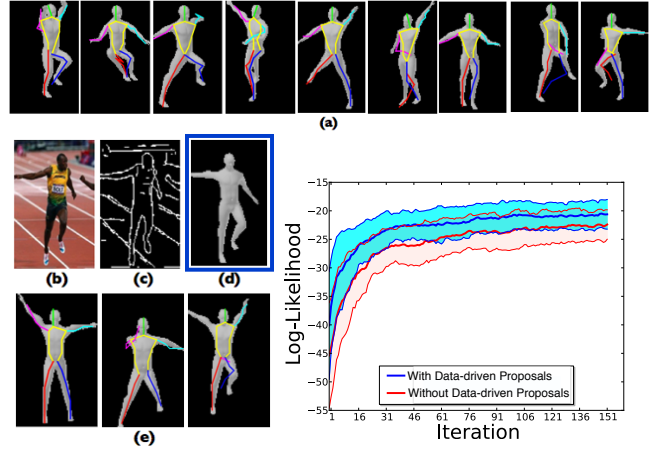 (a)
(b)
(c)
(d)
(e)
Log-Likelihood
−15
−20
−25
−30
−35
−40
−45
−50
−55
With Data-driven Proposals
Without Data-driven Proposals
1 16 31 46 61 76 91 106 121 136 151
Iteration